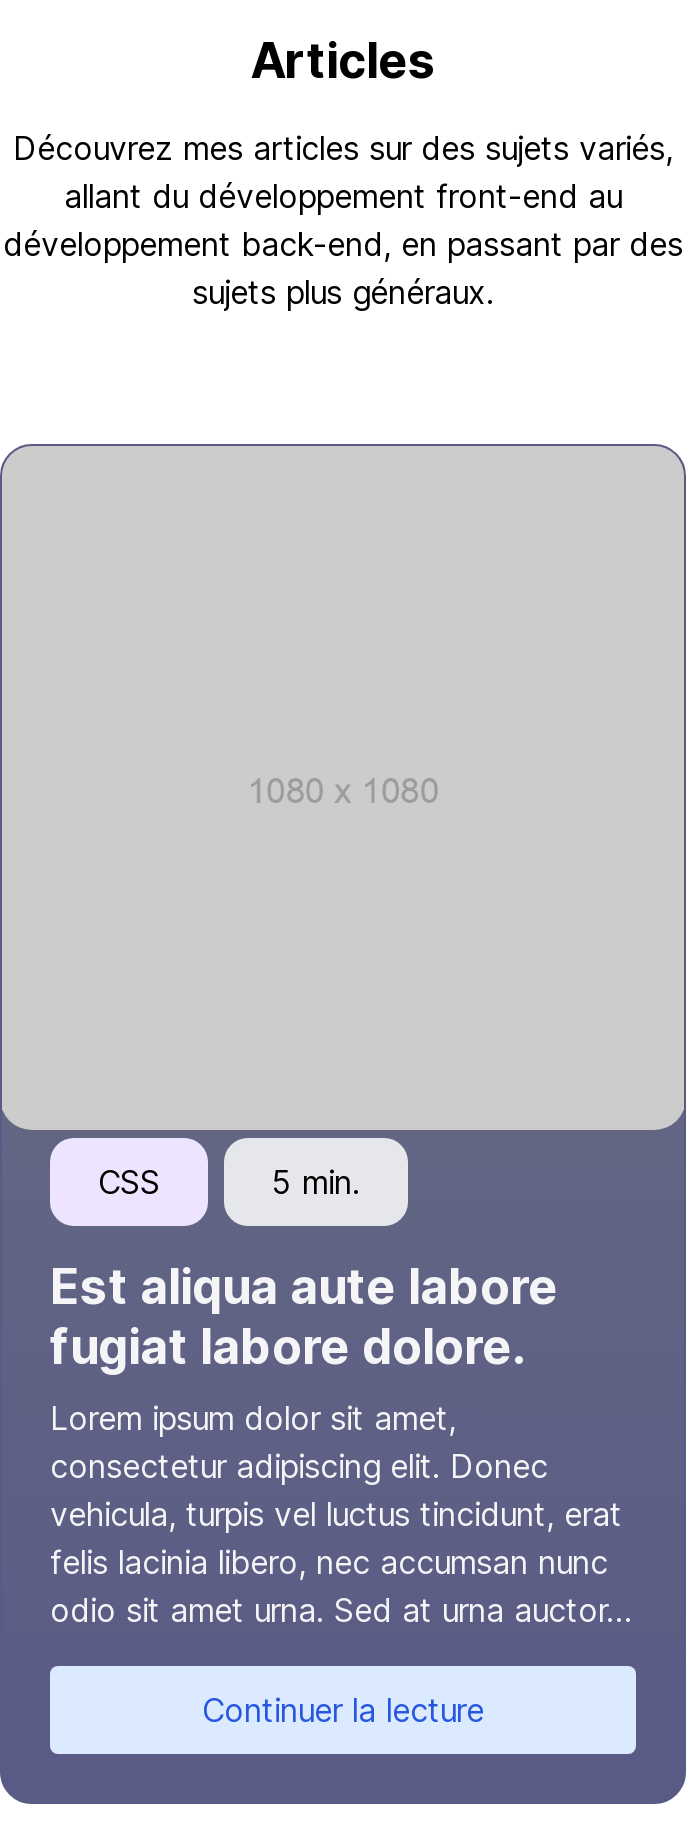 Articles
Découvrez mes articles sur des sujets variés,
allant du développement front-end au
développement back-end, en passant par des
sujets plus généraux.
1080 x 1080
CSS
5 min.
Est aliqua aute labore
fugiat labore dolore.
Lorem ipsum dolor sit amet,
consectetur adipiscing elit. Donec
vehicula, turpis vel luctus tincidunt, erat
felis lacinia libero, nec accumsan nunc
odio sit amet urna. Sed at urna auctor...
Continuer la lecture